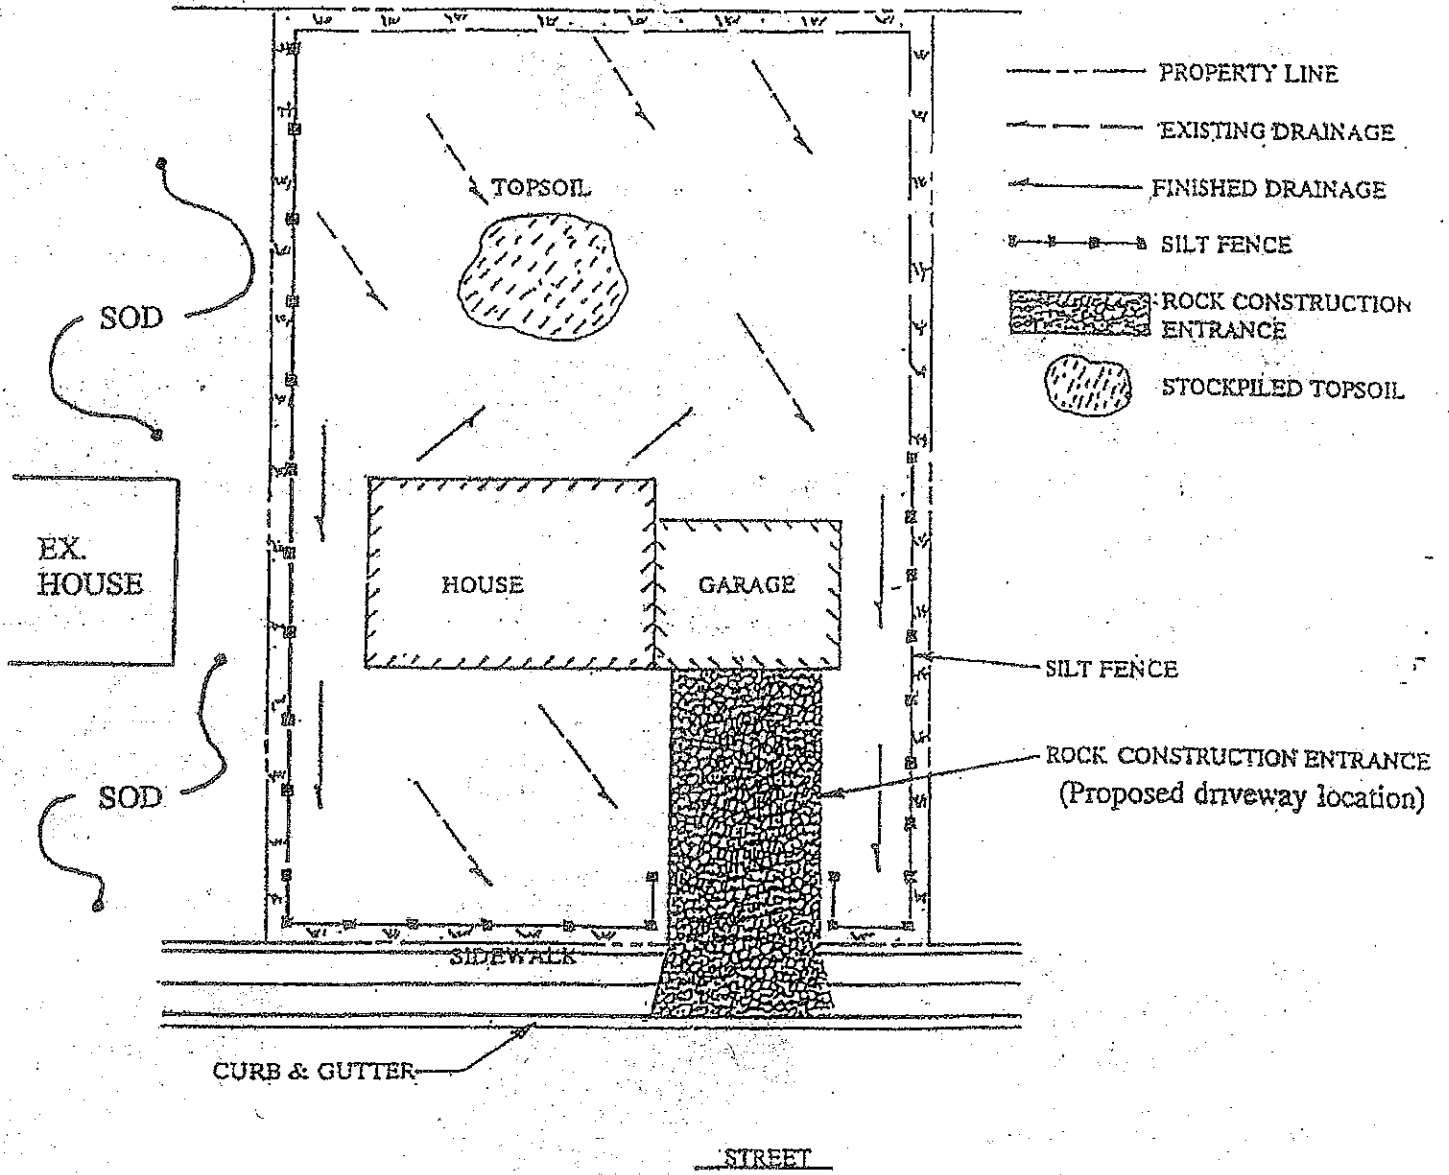 PROPERTY LINE
EXISTING DRAINAGE
FINISHED DRAINAGE
SILT FENCE
ROCK CONSTRUCTION
ENTRANCE
STOCKPILED TOPSOIL
TOPSOIL
SOD
EX.
HOUSE
HOUSE
GARAGE
SILT FENCE
ROCK CONSTRUCTION ENTRANCE
(Proposed driveway location)
SOD
SIDEWALK
CURB & GUTTER
STREET